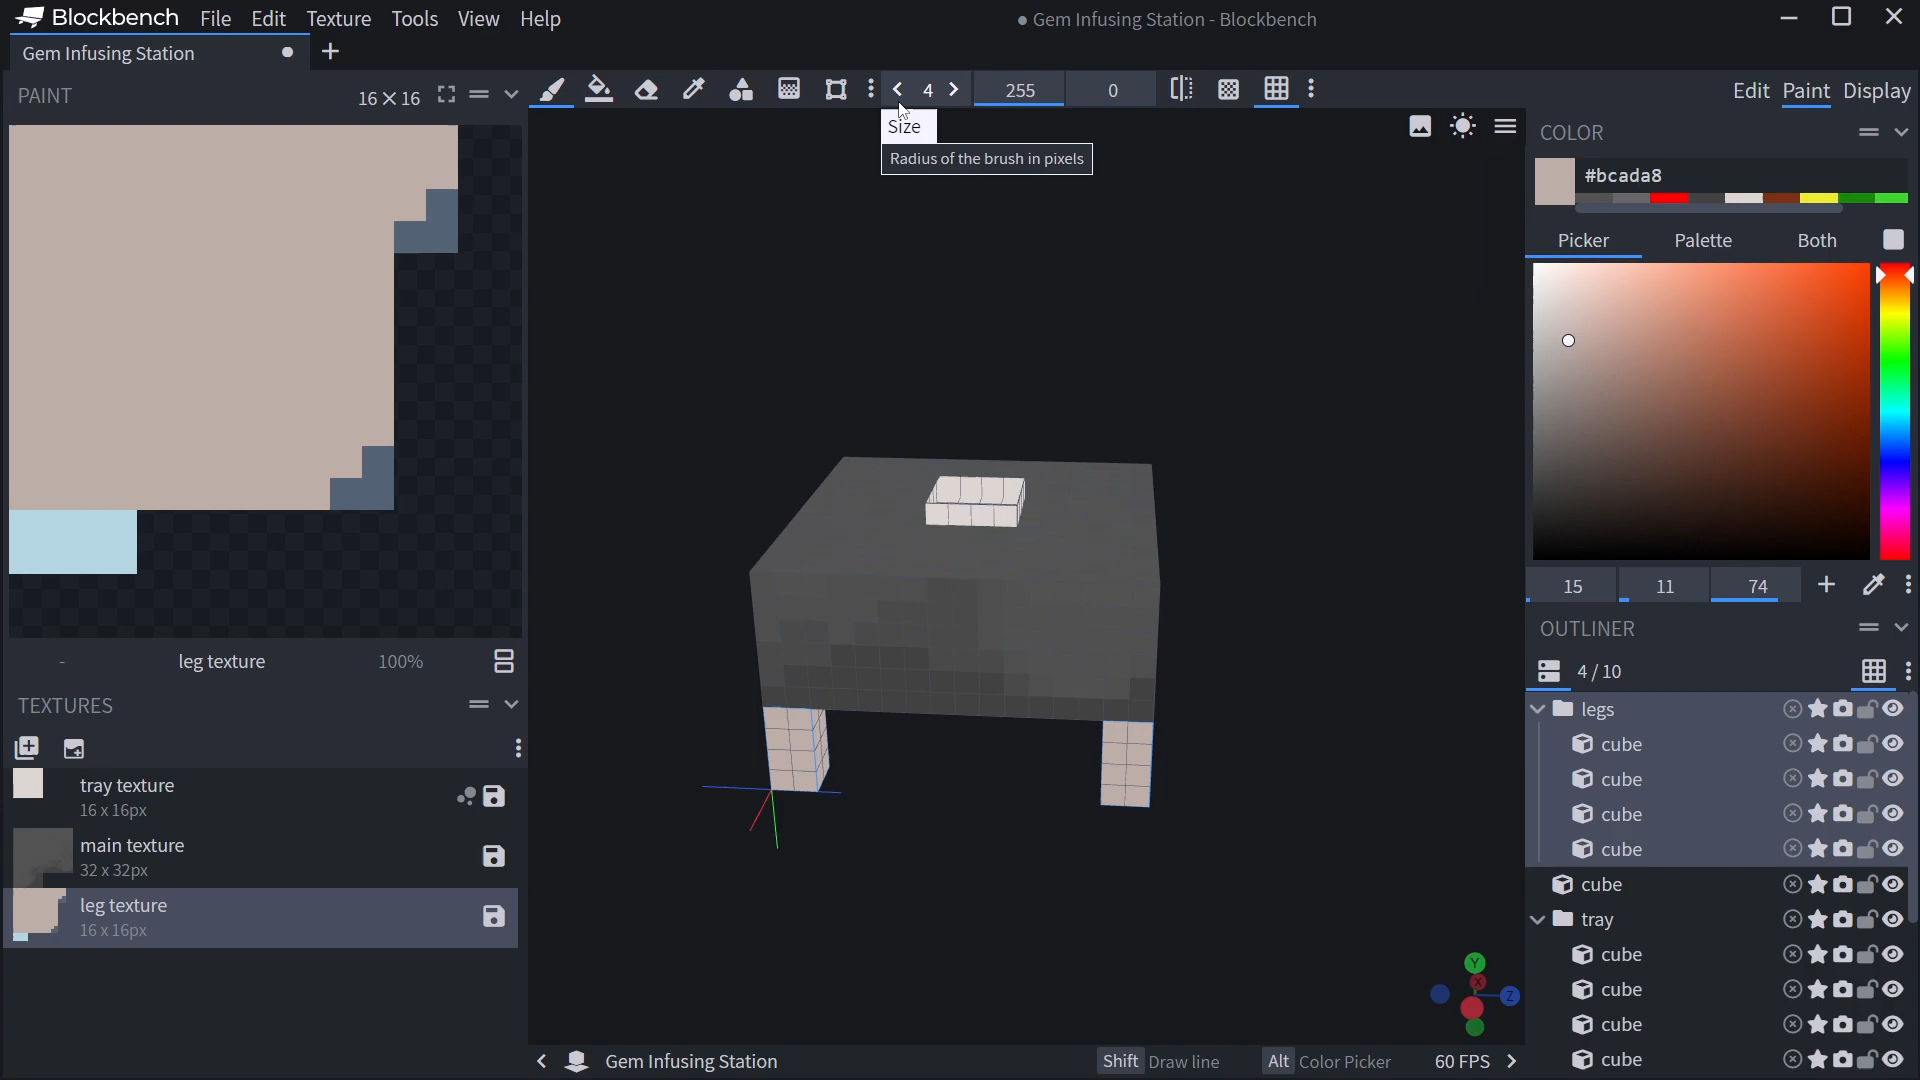 Blockbench File Edit Texture Tools View Help
Gem Infusing Station - Blockbench
Gem Infusing Station
PAINT 16 × 16
4 255 0
Edit Paint Display
Size
Radius of the brush in pixels
COLOR
#bcada8
Picker Palette Both
15 11 74
OUTLINER
4 / 10
legs
cube
cube
cube
cube
cube
tray
cube
cube
cube
cube
- leg texture 100%
TEXTURES
tray texture
16 x 16px
main texture
32 x 32px
leg texture
16 x 16px
Y
X
Z
Gem Infusing Station
Shift Draw line Alt Color Picker 60 FPS